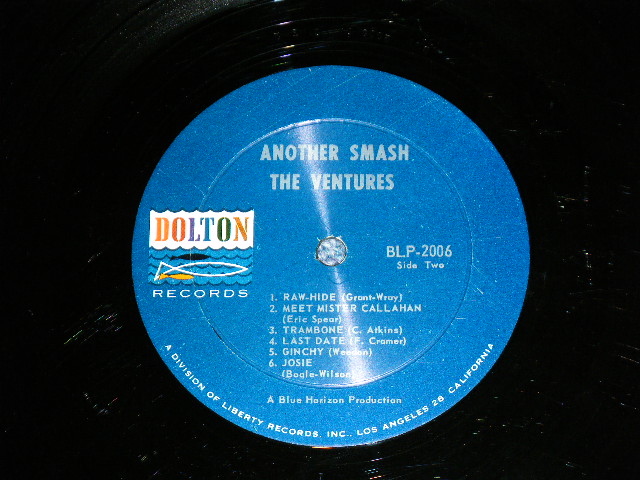 ANOTHER SMASH
THE VENTURES
DOLTON
RECORDS
BLP-2006
Side Two
1. RAW-HIDE (Grant-Wray)
2. MEET MISTER CALLAHAN
(Eric Spear)
3. TRAMBONE (C. Atkins)
4. LAST DATE (F. Cramer)
5. GINCHY (Weedon)
6. JOSIE
(Bogle-Wilson)
A Blue Horizon Production
A DIVISION OF LIBERTY RECORDS, INC., LOS ANGELES 28, CALIFORNIA